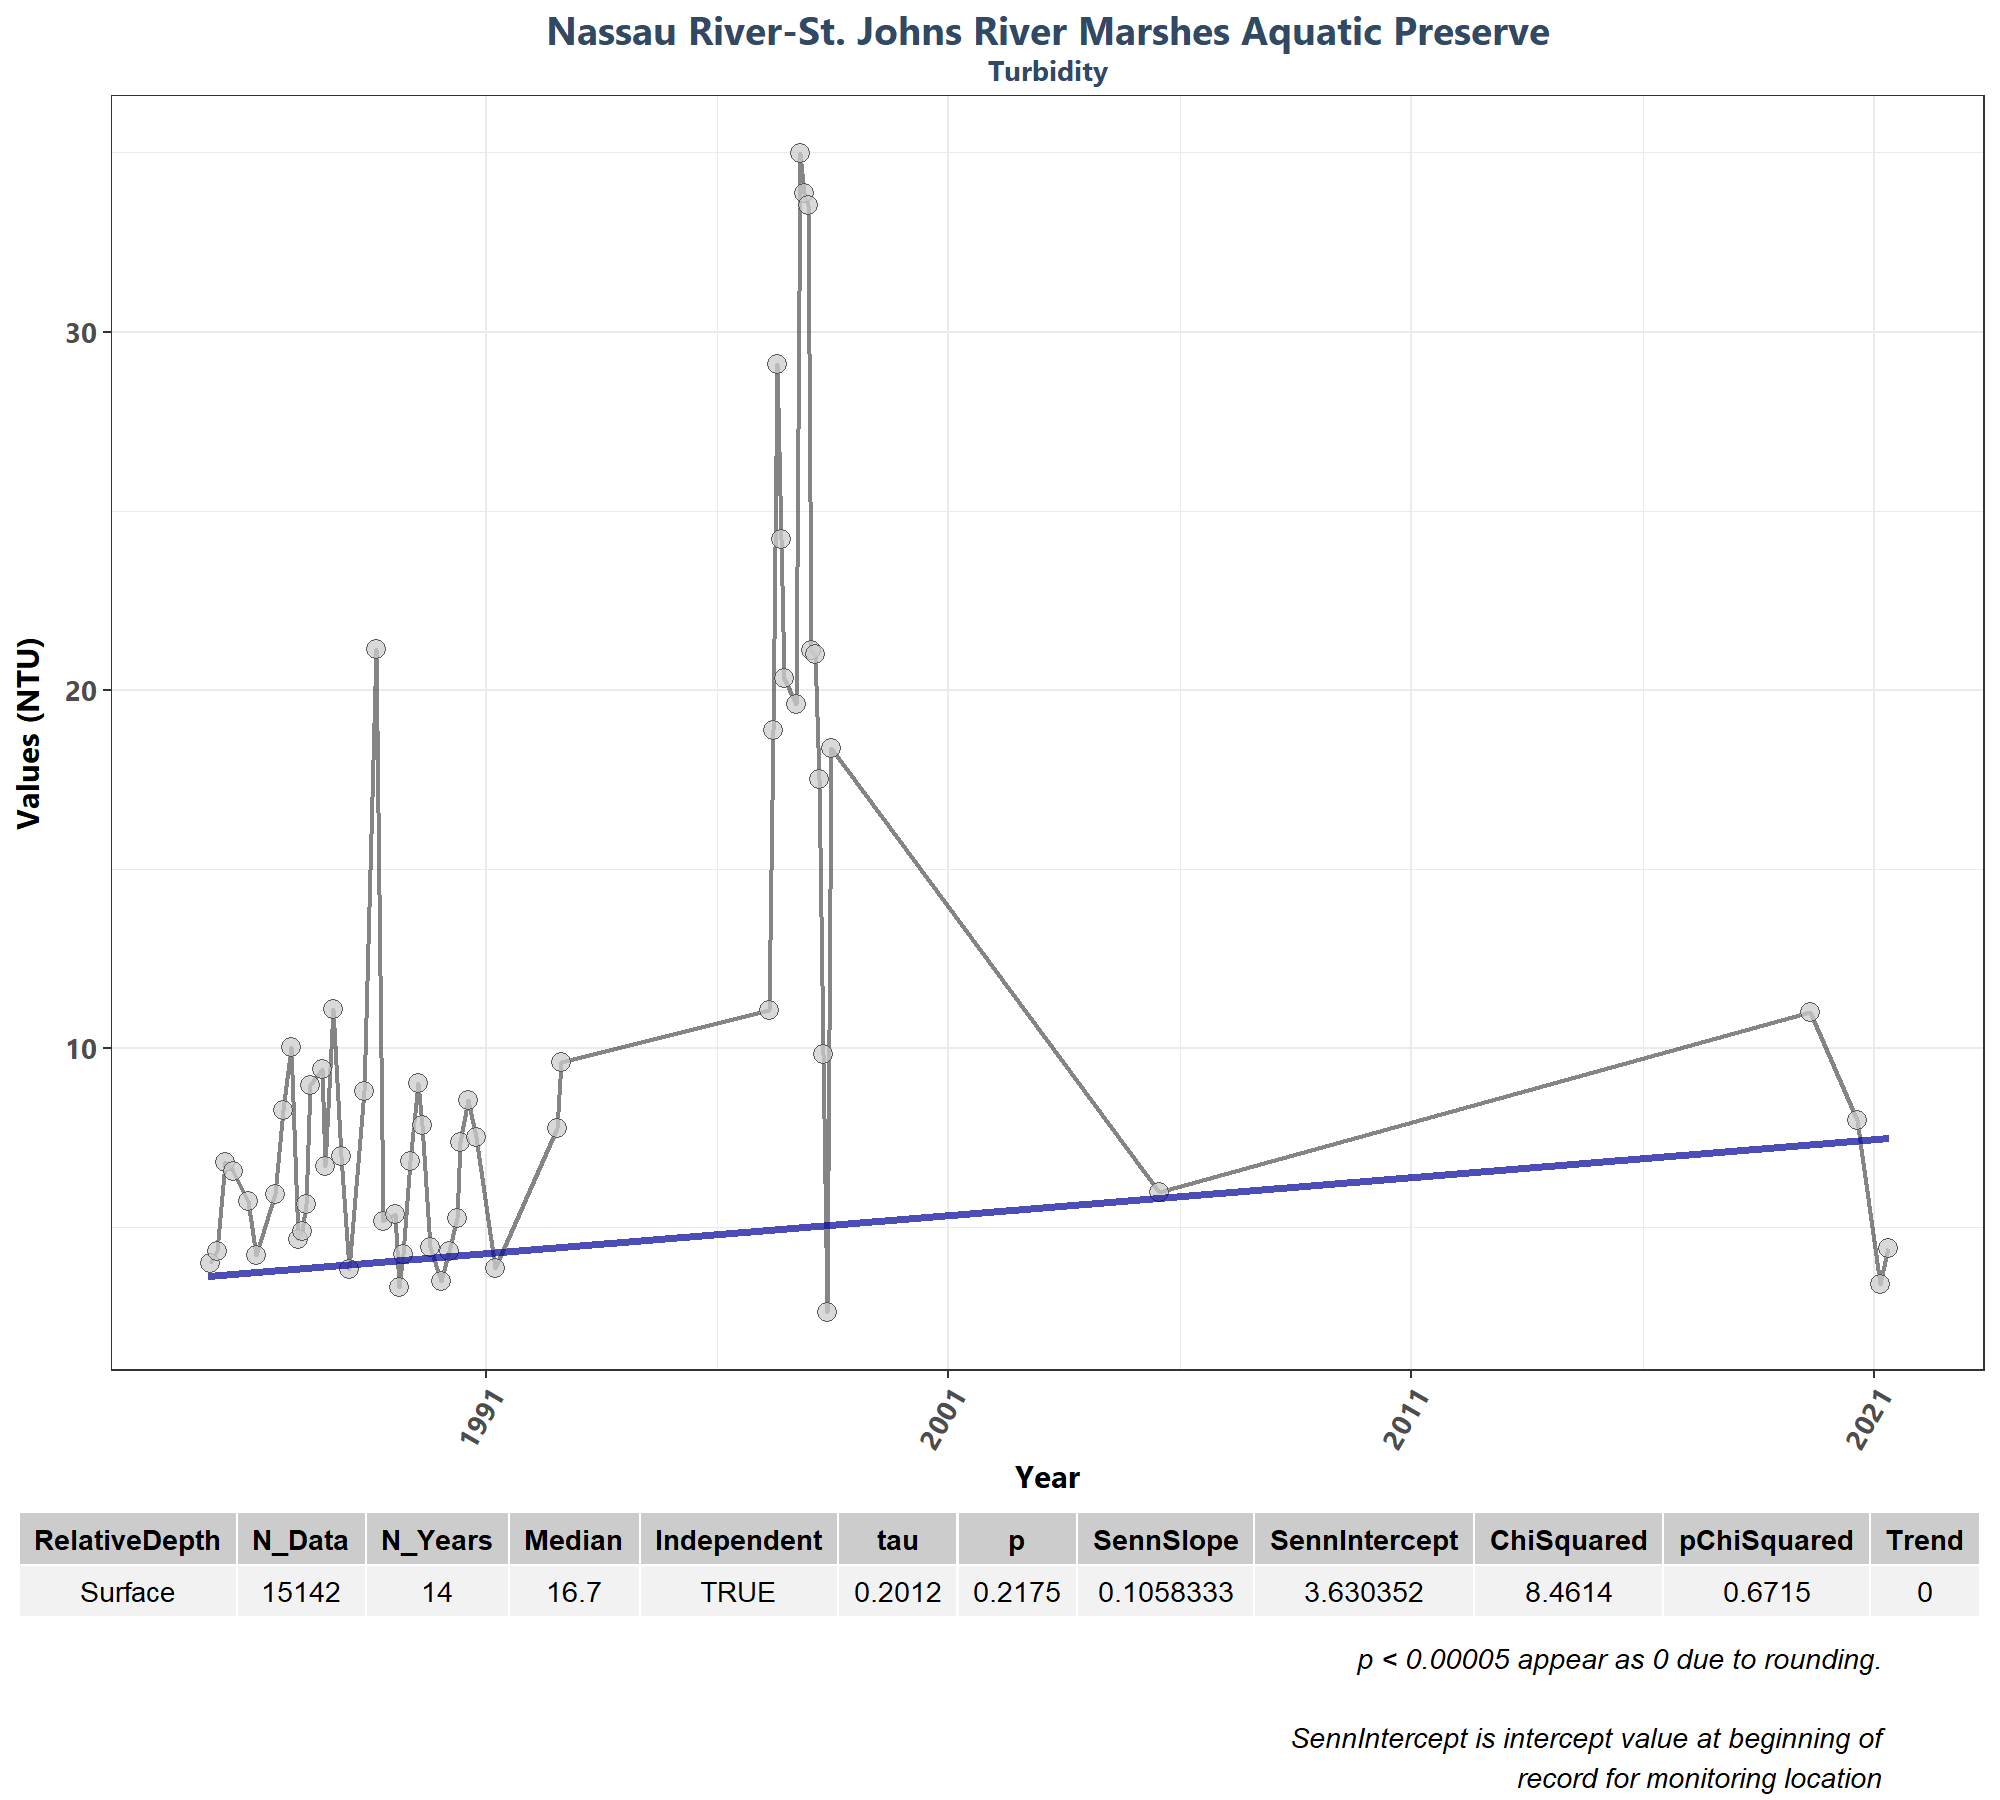 Nassau River-St. Johns River Marshes Aquatic Preserve
Turbidity
Values (NTU)
30
20
10
1991
2001
2011
2021
Year
RelativeDepth N_Data N_Years Median Independent tau p SennSlope SennIntercept ChiSquared pChiSquared Trend
Surface 15142 14 16.7 TRUE 0.2012 0.2175 0.1058333 3.630352 8.4614 0.6715 0
p < 0.00005 appear as 0 due to rounding.
SennIntercept is intercept value at beginning of
record for monitoring location